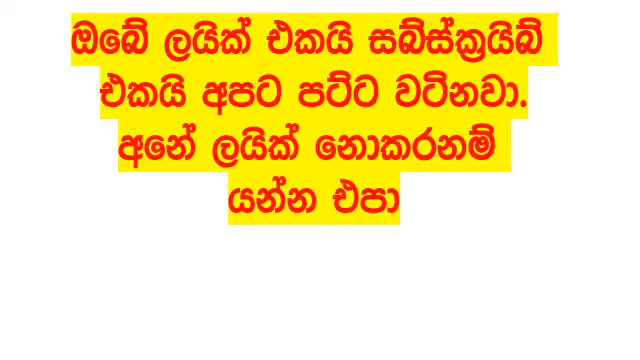 ඔබේ ලයික් එකයි සබ්ස්ක්‍රයිබ්
එකයි අපට පට්ට වටිනවා.
අනේ ලයික් නොකරනම්
යන්න එපා